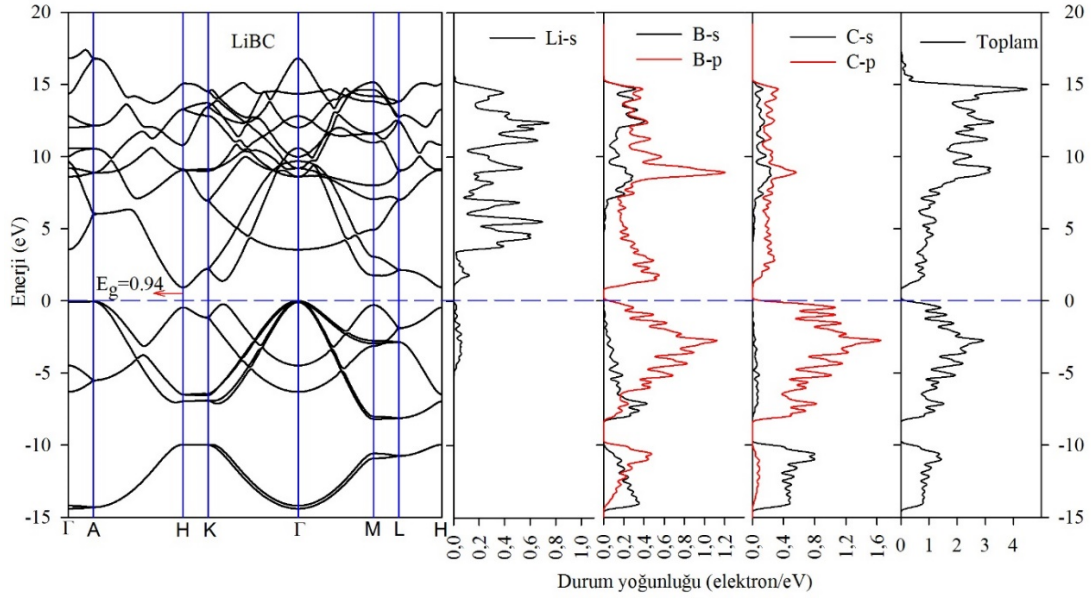 LiBC
Li-s
B-s
B-p
C-s
C-p
Toplam
Enerji (eV)
20
15
10
5
0
-5
-10
-15
E_g=0.94
Γ A H K Γ M L H
0,0 0,2 0,4 0,6 0,8 1,0
0,0 0,2 0,4 0,6 0,8 1,0 1,2
0,0 0,4 0,8 1,2 1,6
0 1 2 3 4
20
15
10
5
0
-5
-10
-15
Durum yoğunluğu (elektron/eV)